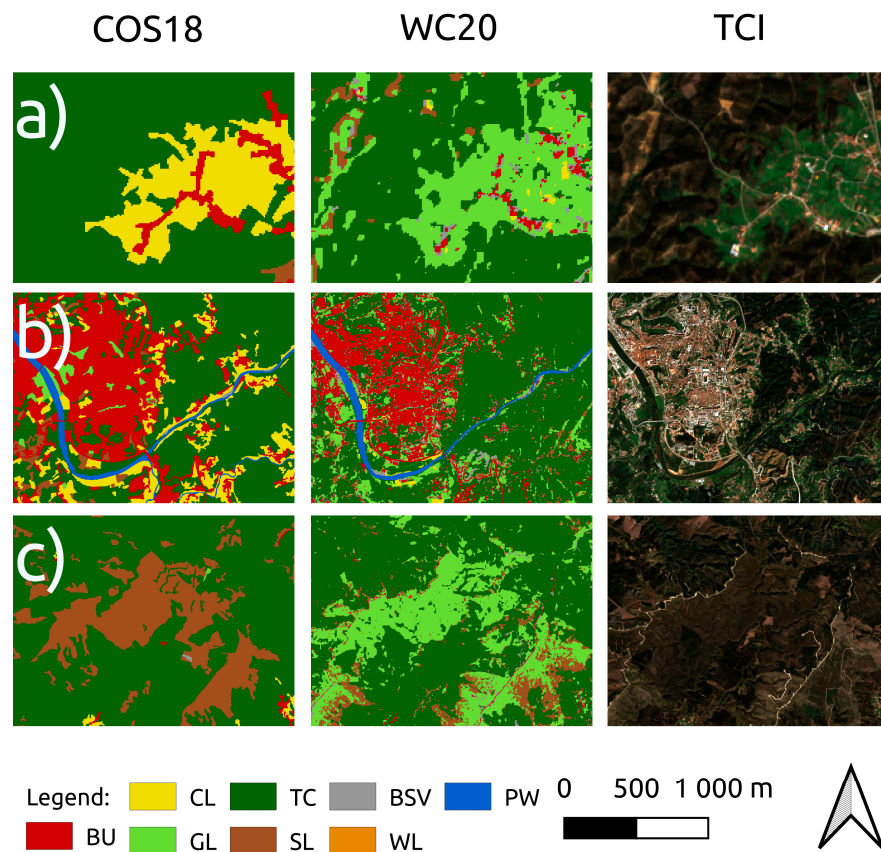 COS18 WC20 TCI
a)
b)
c)
Legend: CL TC BSV PW 0 500 1 000 m
BU GL SL WL